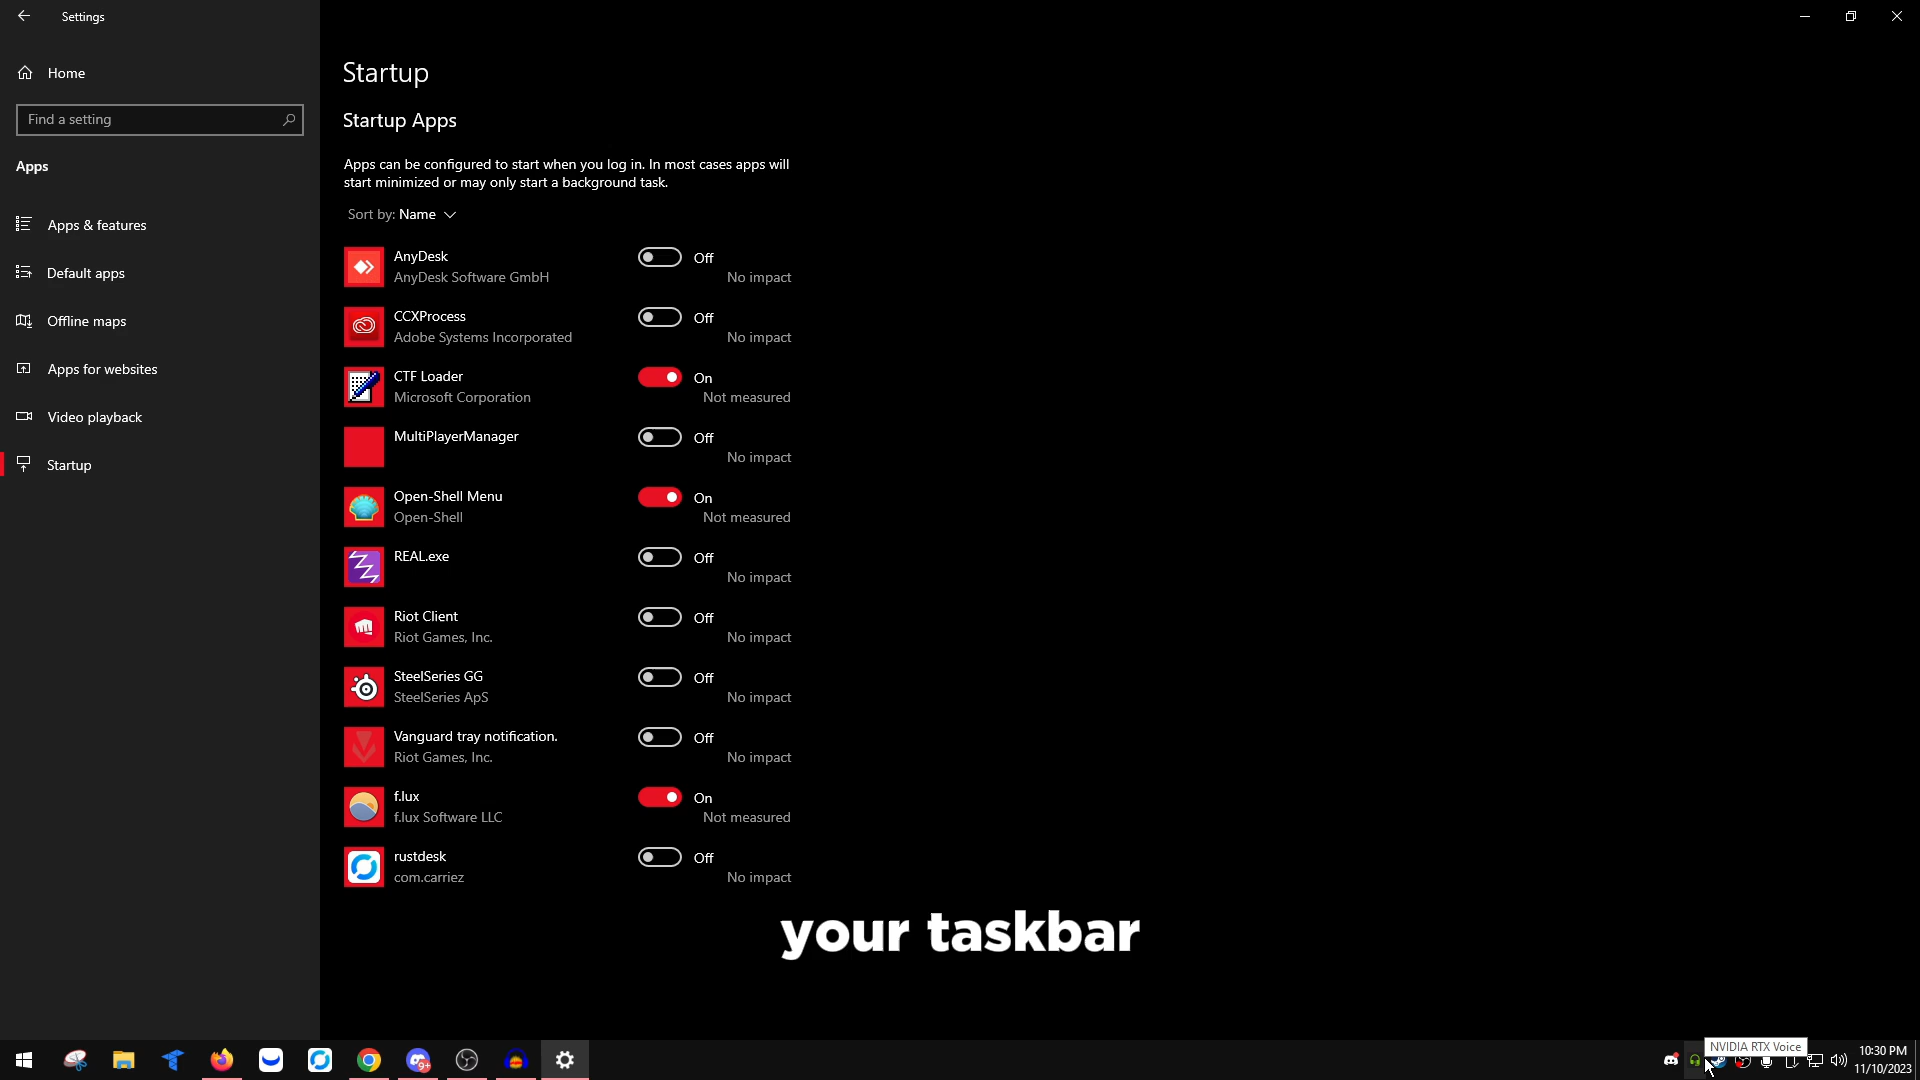 Settings
Home
Find a setting
Apps
Apps & features
Default apps
Offline maps
Apps for websites
Video playback
Startup
Startup
Startup Apps
Apps can be configured to start when you log in. In most cases apps will
start minimized or may only start a background task.
Sort by: Name
AnyDesk
AnyDesk Software GmbH
Off
No impact
CCXProcess
Adobe Systems Incorporated
Off
No impact
CTF Loader
Microsoft Corporation
On
Not measured
MultiPlayerManager
Off
No impact
Open-Shell Menu
Open-Shell
On
Not measured
REAL.exe
Off
No impact
Riot Client
Riot Games, Inc.
Off
No impact
SteelSeries GG
SteelSeries ApS
Off
No impact
Vanguard tray notification.
Riot Games, Inc.
Off
No impact
f.lux
f.lux Software LLC
On
Not measured
rustdesk
com.carriez
Off
No impact
your taskbar
NVIDIA RTX Voice
9+
10:30 PM
11/10/2023